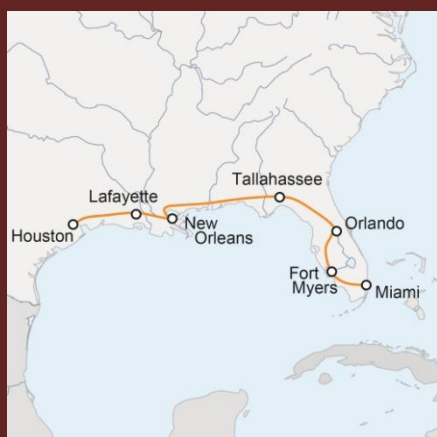 Tallahassee
Lafayette
New
Orleans
Orlando
Houston
Fort
Myers
Miami